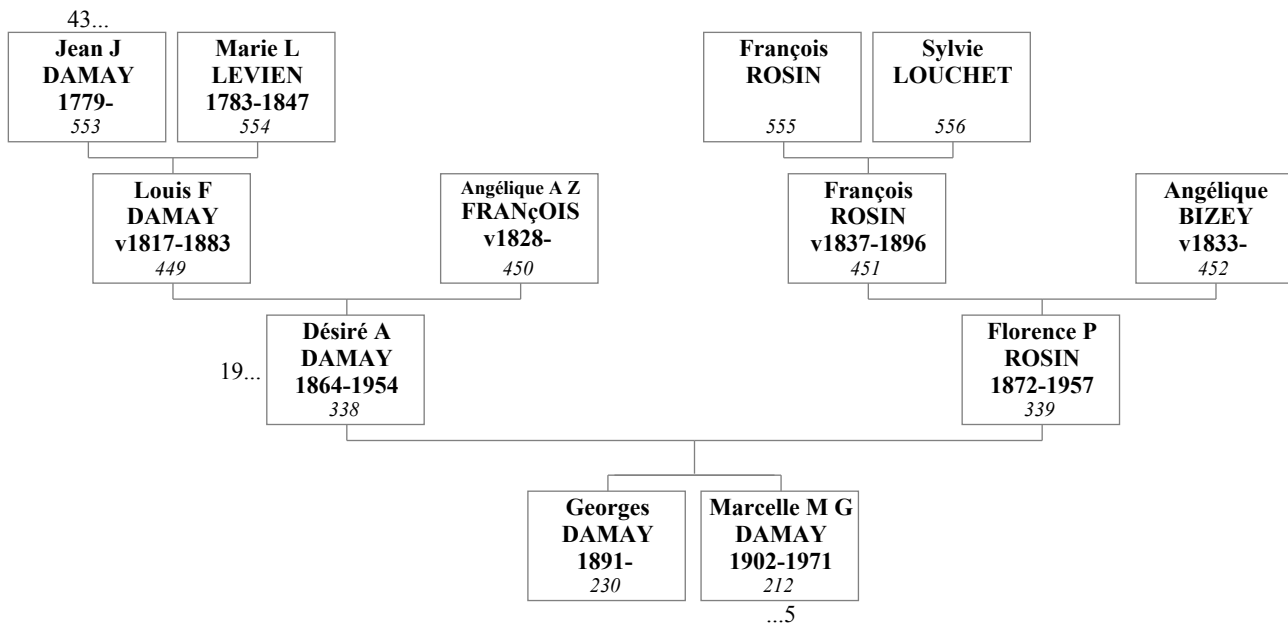 43...
Jean J
DAMAY
1779-
553
Marie L
LEVIEN
1783-1847
554
François
ROSIN
555
Sylvie
LOUCHET
556
Louis F
DAMAY
v1817-1883
449
Angélique A Z
FRANçOIS
v1828-
450
François
ROSIN
v1837-1896
451
Angélique
BIZEY
v1833-
452
19...
Désiré A
DAMAY
1864-1954
338
Florence P
ROSIN
1872-1957
339
Georges
DAMAY
1891-
230
Marcelle M G
DAMAY
1902-1971
212
...5